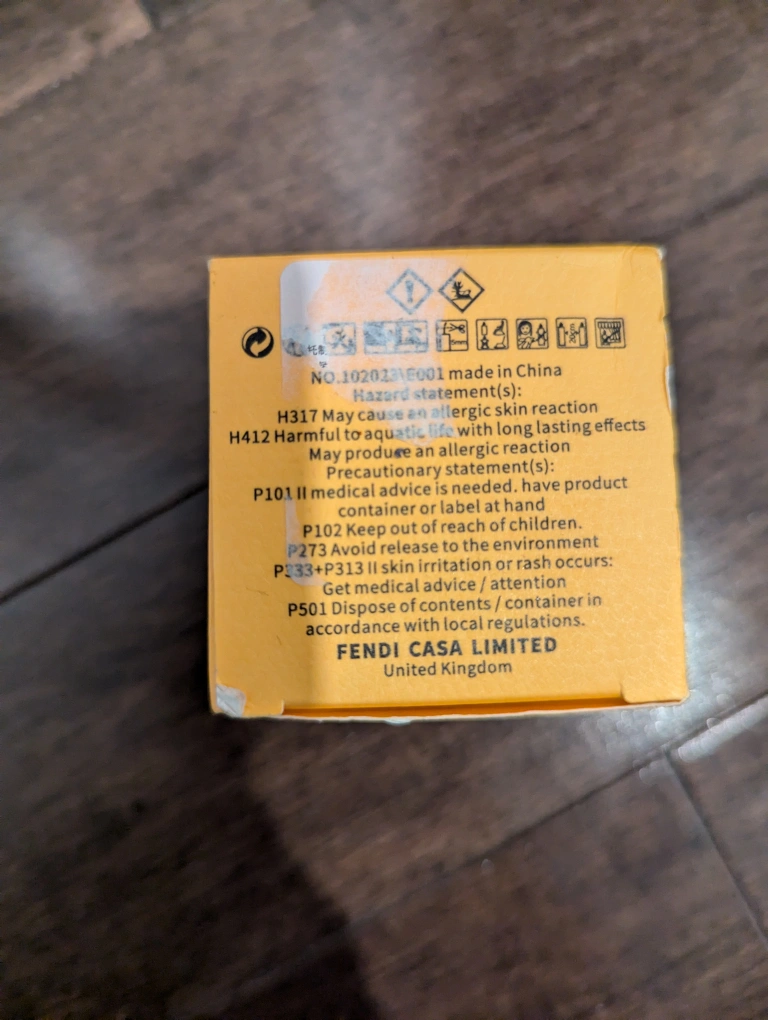 NO.102023\E001 made in China
Hazard statement(s):
H317 May cause an allergic skin reaction
H412 Harmful to aquatic life with long lasting effects
May produce an allergic reaction
Precautionary statement(s):
P101 II medical advice is needed. have product
container or label at hand
P102 Keep out of reach of children.
P273 Avoid release to the environment
P333+P313 II skin irritation or rash occurs:
Get medical advice / attention
P501 Dispose of contents / container in
accordance with local regulations.
FENDI CASA LIMITED
United Kingdom